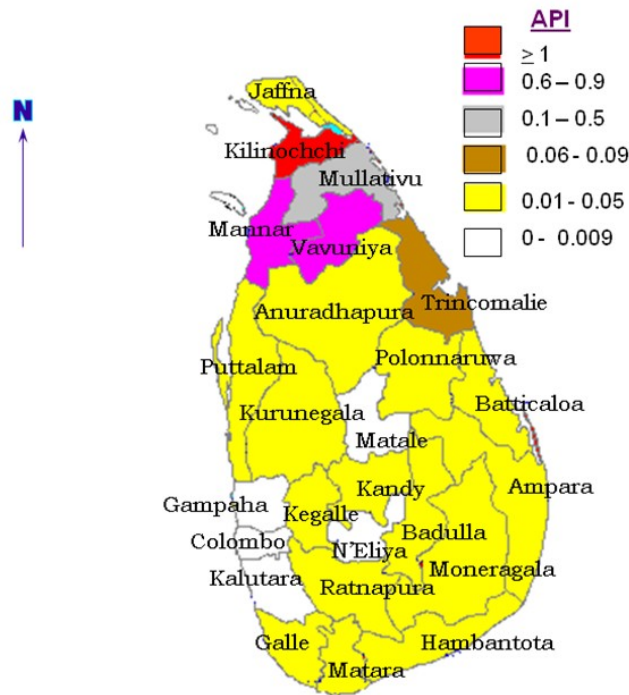 API
≥ 1
0.6 – 0.9
0.1 – 0.5
0.06 - 0.09
0.01 - 0.05
0 - 0.009
N
Jaffna
Kilinochchi
Mullativu
Mannar
Vavuniya
Anuradhapura
Trincomalie
Puttalam
Polonnaruwa
Kurunegala
Batticaloa
Matale
Gampaha
Kandy
Ampara
Kegalle
Colombo
N'Eliya
Badulla
Kalutara
Moneragala
Ratnapura
Galle
Hambantota
Matara